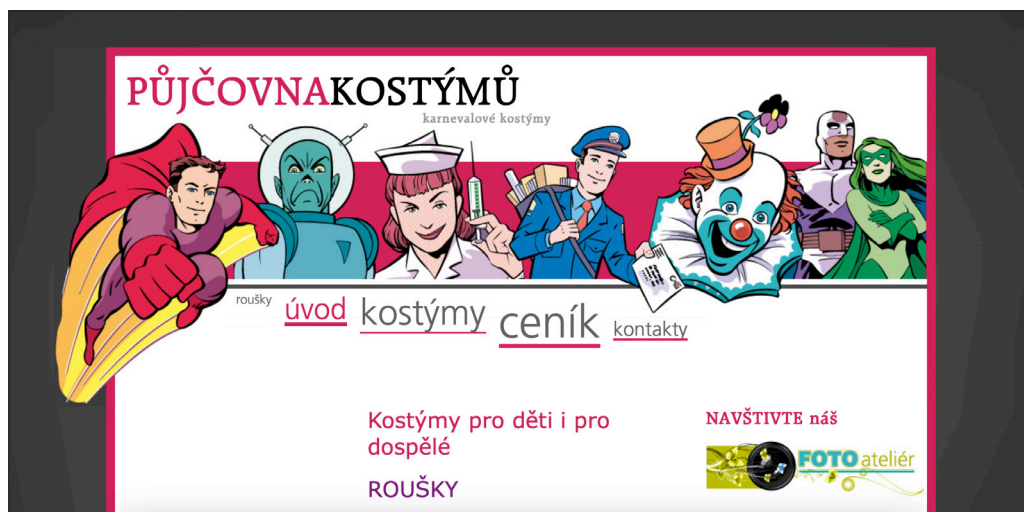 PŮJČOVNAKOSTÝMŮ
karnevalové kostýmy
roušky úvod kostýmy ceník kontakty
Kostýmy pro děti i pro
dospělé
ROUŠKY
NAVŠTIVTE náš
FOTO ateliér